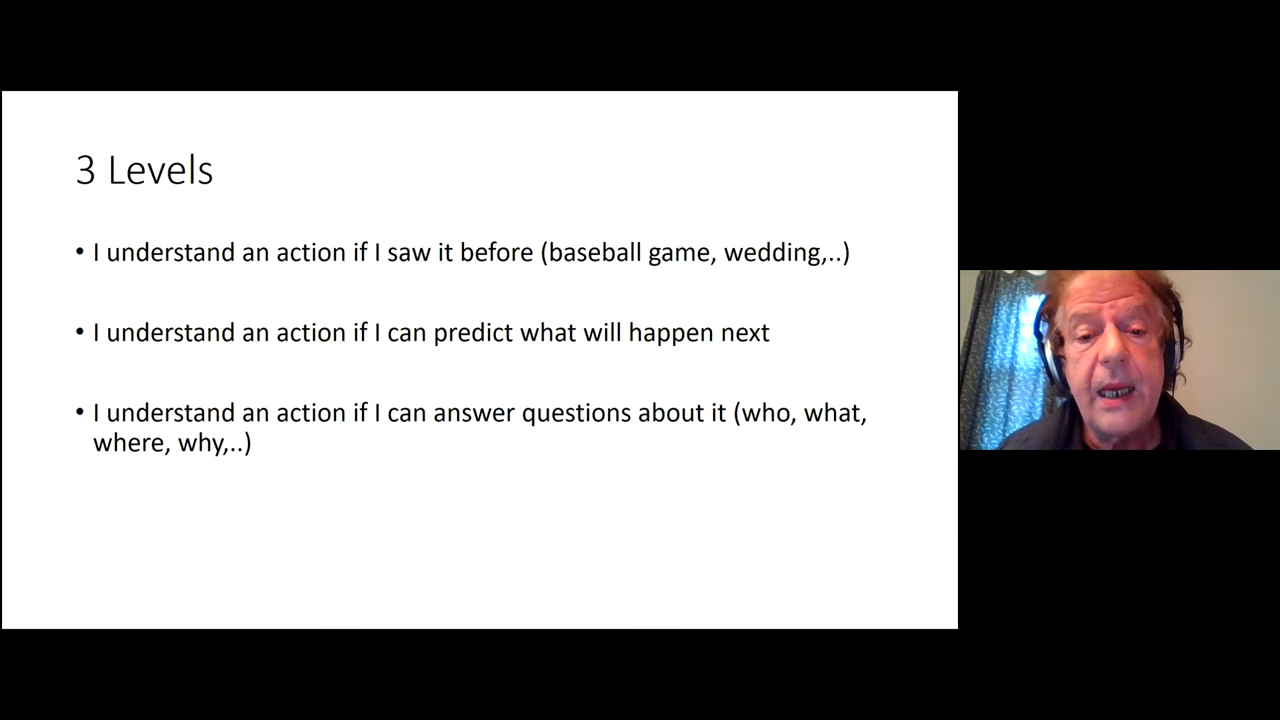 3 Levels
• I understand an action if I saw it before (baseball game, wedding,..)
• I understand an action if I can predict what will happen next
• I understand an action if I can answer questions about it (who, what,
where, why,..)